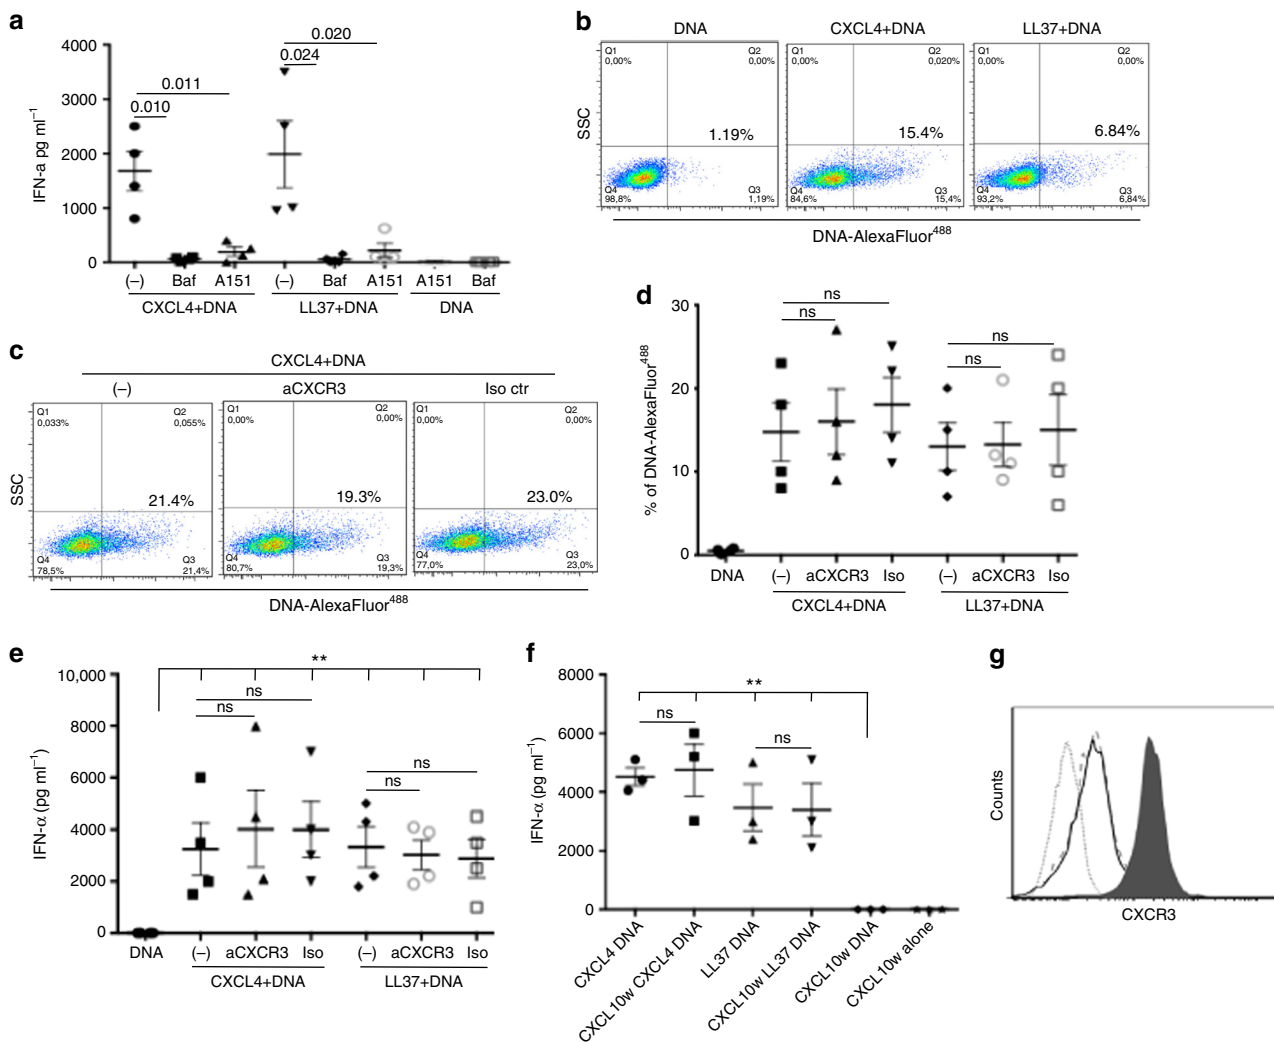 a
4000
3000
2000
1000
0
IFN-a pg ml⁻¹
0.010
0.011
0.024
0.020
(–) Baf A151 (–) Baf A151 A151 Baf
CXCL4+DNA LL37+DNA DNA
b
DNA CXCL4+DNA LL37+DNA
SSC
Q1 0,00% Q2 0,00%
1.19%
Q4 98,8% Q3 1,19%
Q1 0,00% Q2 0,020%
15.4%
Q4 84,6% Q3 15,4%
Q1 0,00% Q2 0,00%
6.84%
Q4 93,2% Q3 6,84%
DNA-AlexaFluor⁴⁸⁸
c
CXCL4+DNA
(–) aCXCR3 Iso ctr
SSC
Q1 0,033% Q2 0,055%
21.4%
Q4 78,5% Q3 21,4%
Q1 0,00% Q2 0,00%
19.3%
Q4 80,7% Q3 19,3%
Q1 0,00% Q2 0,00%
23.0%
Q4 77,0% Q3 23,0%
DNA-AlexaFluor⁴⁸⁸
d
30
20
10
0
% of DNA-AlexaFluor⁴⁸⁸
ns
ns
ns
ns
DNA (–) aCXCR3 Iso (–) aCXCR3 Iso
CXCL4+DNA LL37+DNA
e
10,000
8000
6000
4000
2000
0
IFN-α (pg ml⁻¹)
**
ns
ns
ns
ns
DNA (–) aCXCR3 Iso (–) aCXCR3 Iso
CXCL4+DNA LL37+DNA
f
8000
6000
4000
2000
0
IFN-α (pg ml⁻¹)
**
ns
ns
CXCL4 DNA
CXCL10w CXCL4 DNA
LL37 DNA
CXCL10w LL37 DNA
CXCL10w DNA
CXCL10w alone
g
Counts
CXCR3